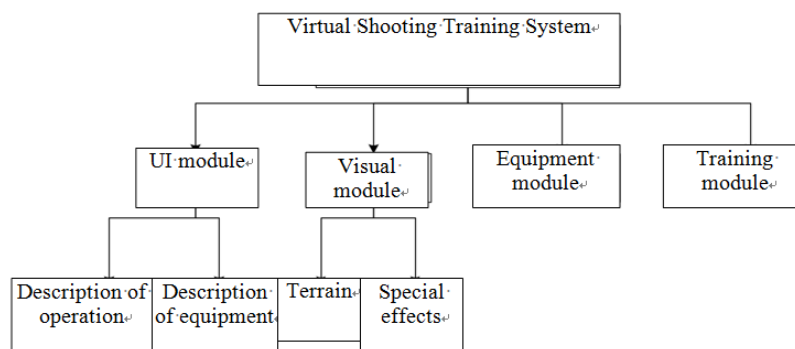 Virtual Shooting Training System
UI module
Visual
module
Equipment
module
Training
module
Description of
operation
Description
of equipment
Terrain
Special
effects